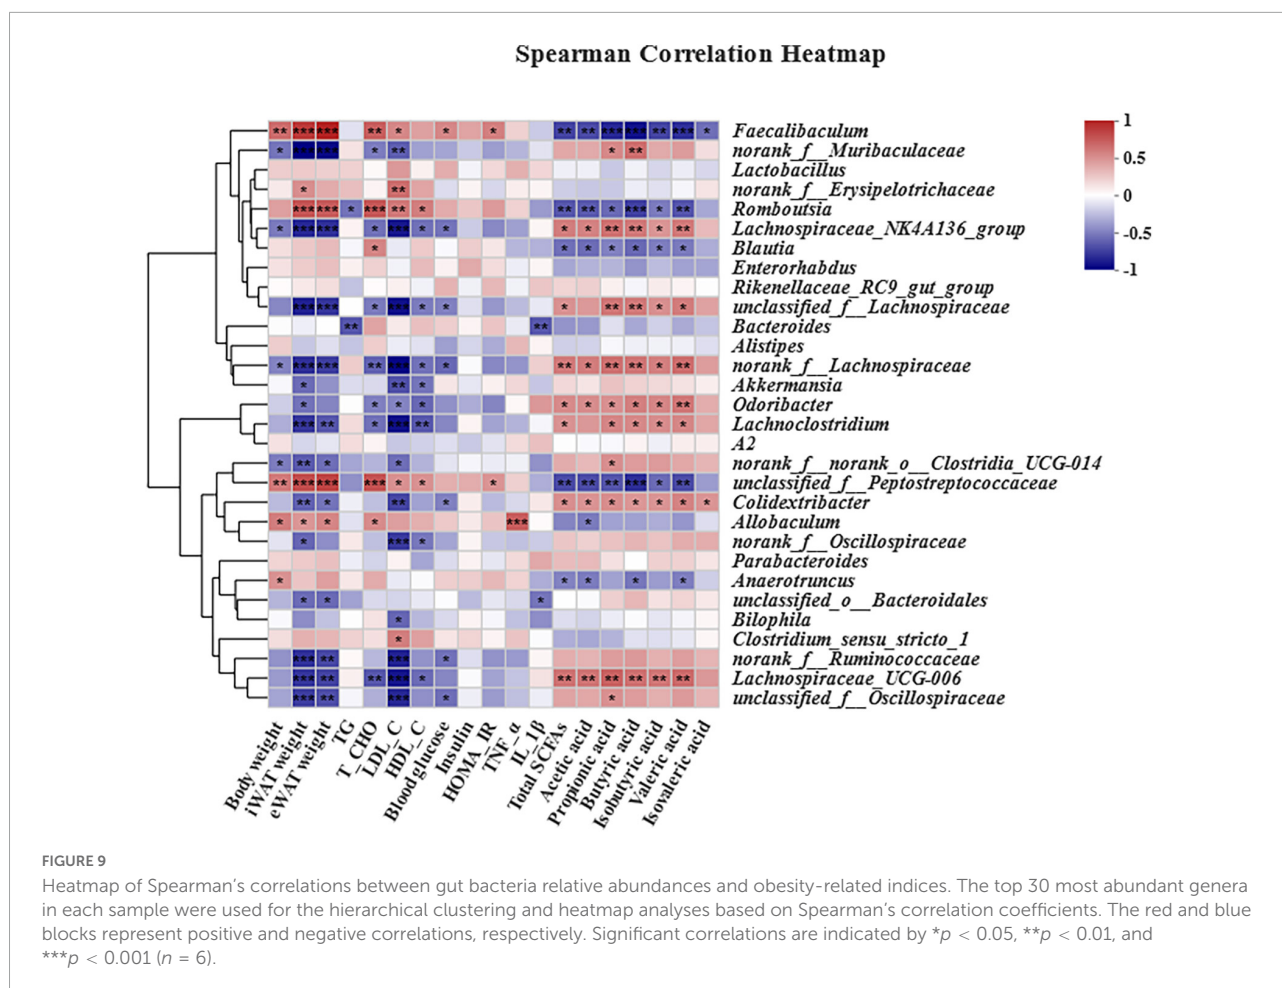 Spearman Correlation Heatmap
** *** *** ** * * * ** ** *** *** ** *** * Faecalibaculum
* *** *** * ** * ** norank_f__Muribaculaceae
Lactobacillus
* ** norank_f__Erysipelotrichaceae
*** *** * *** ** * ** ** * *** * ** Romboutsia
* *** *** * *** * * * * ** ** * ** Lachnospiraceae_NK4A136_group
* * * * * * * Blautia
Enterorhabdus
Rikenellaceae_RC9_gut_group
*** *** * *** * * * ** ** * * unclassified_f__Lachnospiraceae
** ** Bacteroides
Alistipes
* *** *** ** *** * * ** * ** ** * ** norank_f__Lachnospiraceae
* ** * Akkermansia
* * * * * * * * * ** Odoribacter
*** ** * *** ** * * * * * Lachnoclostridium
A2
* ** * * * norank_f__norank_o__Clostridia_UCG-014
** *** *** *** * * * ** ** ** *** * ** unclassified_f__Peptostreptococcaceae
** * ** * * * * * * * * Colidextribacter
* * * * *** * Allobaculum
* *** * norank_f__Oscillospiraceae
Parabacteroides
* * * * * Anaerotruncus
* * * unclassified_o__Bacteroidales
* Bilophila
* Clostridium_sensu_stricto_1
*** ** *** * norank_f__Ruminococcaceae
*** ** ** *** * ** ** ** ** ** ** Lachnospiraceae_UCG-006
*** ** *** * * unclassified_f__Oscillospiraceae
1
0.5
0
-0.5
-1
Body weight
iWAT weight
eWAT weight
TG
T_CHO
LDL_C
HDL_C
Blood glucose
Insulin
HOMA_IR
TNF_α
IL_1β
Total SCFAs
Acetic acid
Propionic acid
Butyric acid
Isobutyric acid
Valeric acid
Isovaleric acid
FIGURE 9
Heatmap of Spearman's correlations between gut bacteria relative abundances and obesity-related indices. The top 30 most abundant genera
in each sample were used for the hierarchical clustering and heatmap analyses based on Spearman's correlation coefficients. The red and blue
blocks represent positive and negative correlations, respectively. Significant correlations are indicated by *p < 0.05, **p < 0.01, and
***p < 0.001 (n = 6).